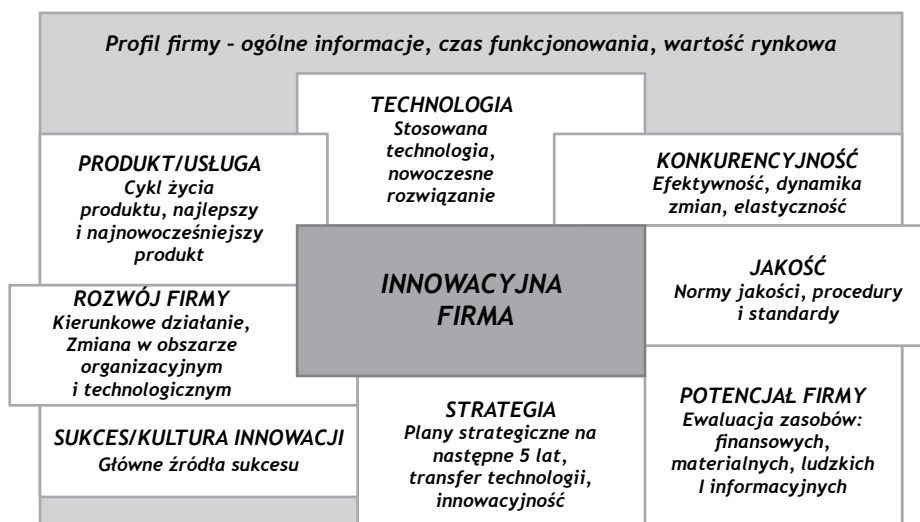 Profil firmy – ogólne informacje, czas funkcjonowania, wartość rynkowa
TECHNOLOGIA
Stosowana
technologia,
nowoczesne
rozwiązanie
PRODUKT/USŁUGA
Cykl życia
produktu, najlepszy
i najnowocześniejszy
produkt
KONKURENCYJNOŚĆ
Efektywność, dynamika
zmian, elastyczność
INNOWACYJNA
FIRMA
JAKOŚĆ
Normy jakości, procedury
i standardy
ROZWÓJ FIRMY
Kierunkowe działanie,
Zmiana w obszarze
organizacyjnym
i technologicznym
SUKCES/KULTURA INNOWACJI
Główne źródła sukcesu
STRATEGIA
Plany strategiczne na
następne 5 lat,
transfer technologii,
innowacyjność
POTENCJAŁ FIRMY
Ewaluacja zasobów:
finansowych,
materialnych, ludzkich
I informacyjnych